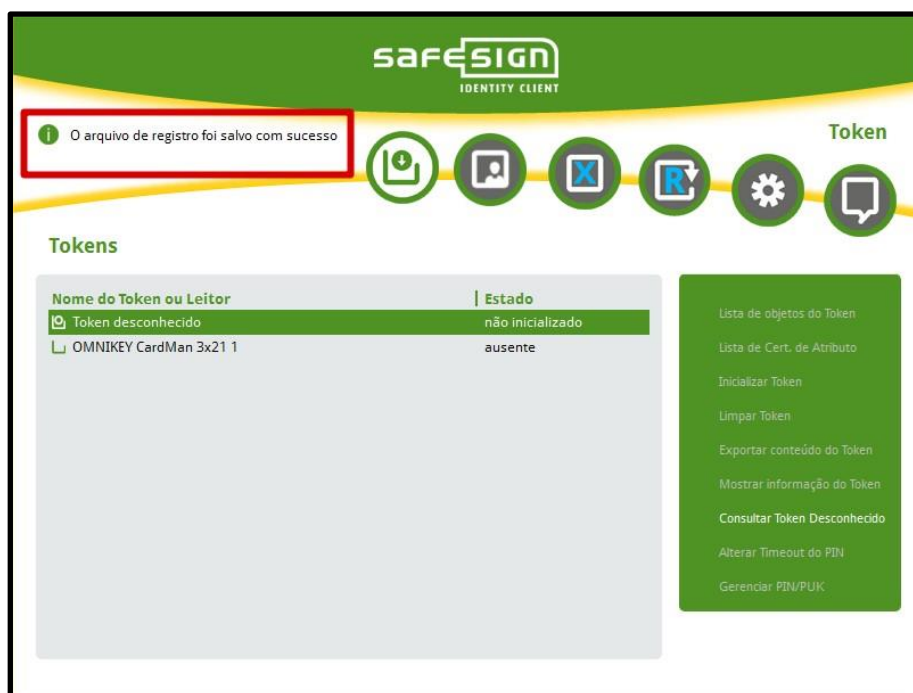 safesign
IDENTITY CLIENT
O arquivo de registro foi salvo com sucesso
Token
X
R
Tokens
Nome do Token ou Leitor | Estado
Token desconhecido não inicializado
OMNIKEY CardMan 3x21 1 ausente
Lista de objetos do Token
Lista de Cert. de Atributo
Inicializar Token
Limpar Token
Exportar conteúdo do Token
Mostrar informação do Token
Consultar Token Desconhecido
Alterar Timeout do PIN
Gerenciar PIN/PUK